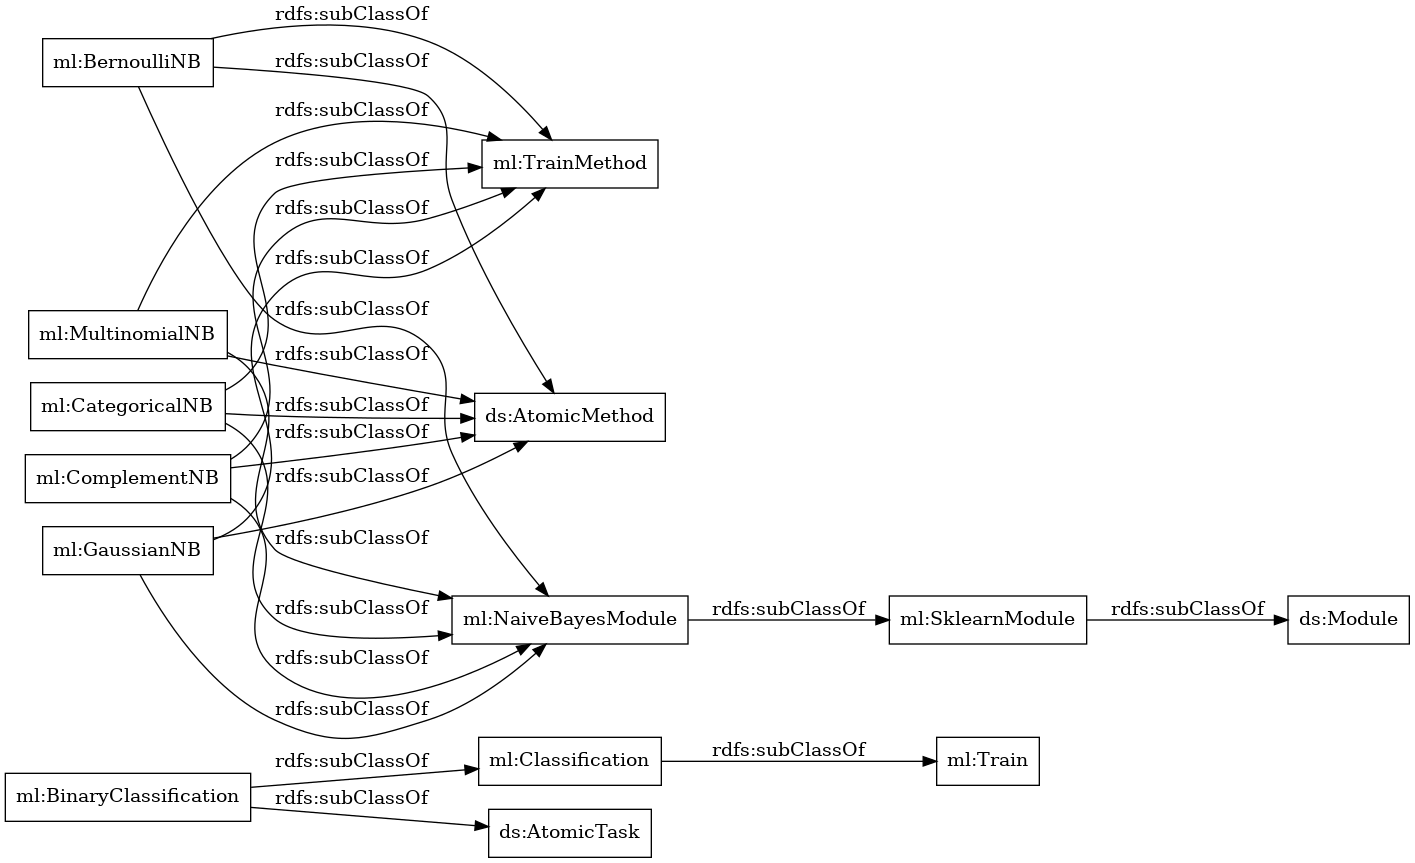 rdfs:subClassOf
ml:BernoulliNB
rdfs:subClassOf
rdfs:subClassOf
rdfs:subClassOf
ml:TrainMethod
rdfs:subClassOf
rdfs:subClassOf
rdfs:subClassOf
ml:MultinomialNB
rdfs:subClassOf
ml:CategoricalNB
rdfs:subClassOf
ds:AtomicMethod
rdfs:subClassOf
ml:ComplementNB
rdfs:subClassOf
rdfs:subClassOf
ml:GaussianNB
rdfs:subClassOf
ml:NaiveBayesModule
rdfs:subClassOf
ml:SklearnModule
rdfs:subClassOf
ds:Module
rdfs:subClassOf
rdfs:subClassOf
rdfs:subClassOf
ml:Classification
rdfs:subClassOf
ml:Train
ml:BinaryClassification
rdfs:subClassOf
ds:AtomicTask